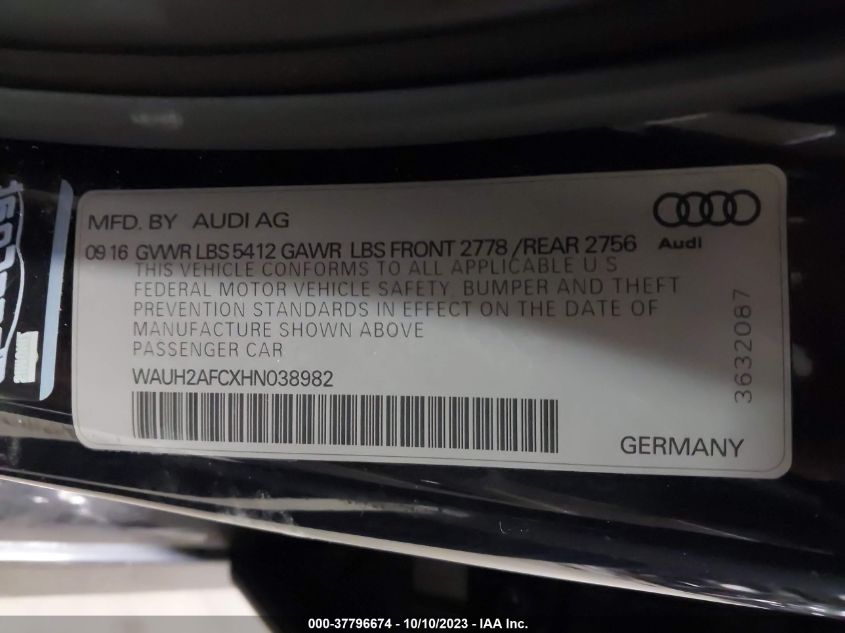 MFD. BY AUDI AG
Audi
09 16 GVWR LBS 5412 GAWR LBS FRONT 2778 /REAR 2756
THIS VEHICLE CONFORMS TO ALL APPLICABLE U S
FEDERAL MOTOR VEHICLE SAFETY, BUMPER AND THEFT
PREVENTION STANDARDS IN EFFECT ON THE DATE OF
MANUFACTURE SHOWN ABOVE
PASSENGER CAR
WAUH2AFCXHN038982
3632087
GERMANY
000-37796674 / 10/10/2023 - © IAA, Inc.